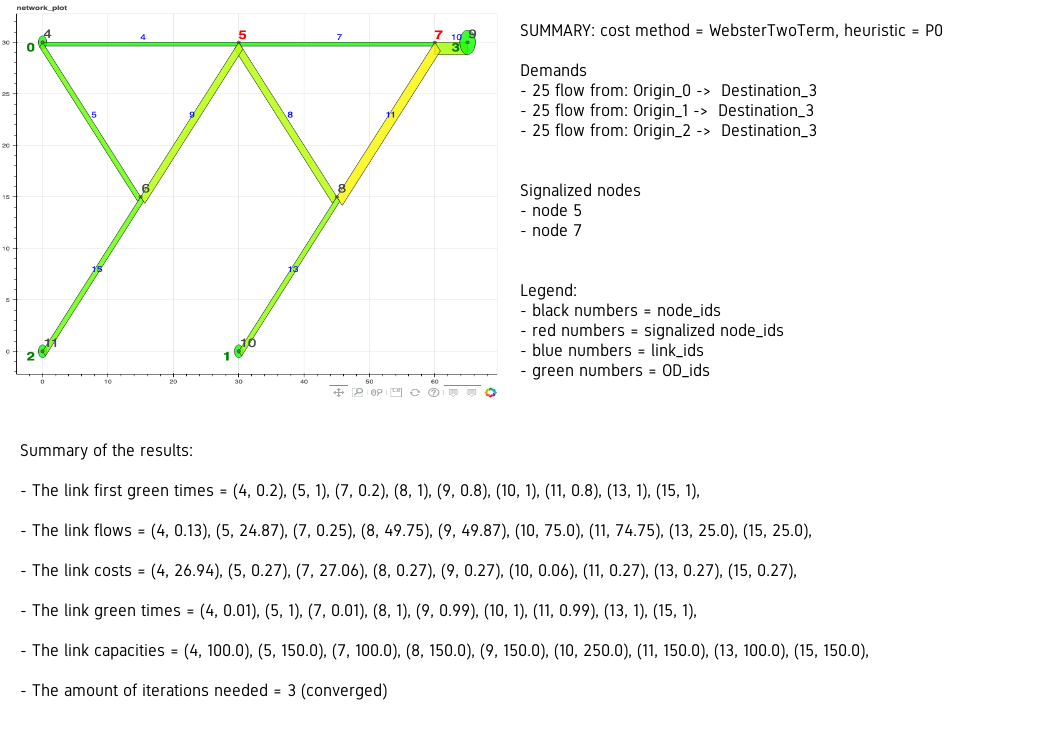 network_plot
SUMMARY: cost method = WebsterTwoTerm, heuristic = P0
Demands
- 25 flow from: Origin_0 -> Destination_3
- 25 flow from: Origin_1 -> Destination_3
- 25 flow from: Origin_2 -> Destination_3
Signalized nodes
- node 5
- node 7
Legend:
- black numbers = node_ids
- red numbers = signalized node_ids
- blue numbers = link_ids
- green numbers = OD_ids
30
25
20
15
10
5
0
0
10
20
30
40
50
60
4
0
4
5
7
7
10
3
9
5
9
8
11
6
8
15
13
2
11
1
10
Summary of the results:
- The link first green times = (4, 0.2), (5, 1), (7, 0.2), (8, 1), (9, 0.8), (10, 1), (11, 0.8), (13, 1), (15, 1),
- The link flows = (4, 0.13), (5, 24.87), (7, 0.25), (8, 49.75), (9, 49.87), (10, 75.0), (11, 74.75), (13, 25.0), (15, 25.0),
- The link costs = (4, 26.94), (5, 0.27), (7, 27.06), (8, 0.27), (9, 0.27), (10, 0.06), (11, 0.27), (13, 0.27), (15, 0.27),
- The link green times = (4, 0.01), (5, 1), (7, 0.01), (8, 1), (9, 0.99), (10, 1), (11, 0.99), (13, 1), (15, 1),
- The link capacities = (4, 100.0), (5, 150.0), (7, 100.0), (8, 150.0), (9, 150.0), (10, 250.0), (11, 150.0), (13, 100.0), (15, 150.0),
- The amount of iterations needed = 3 (converged)